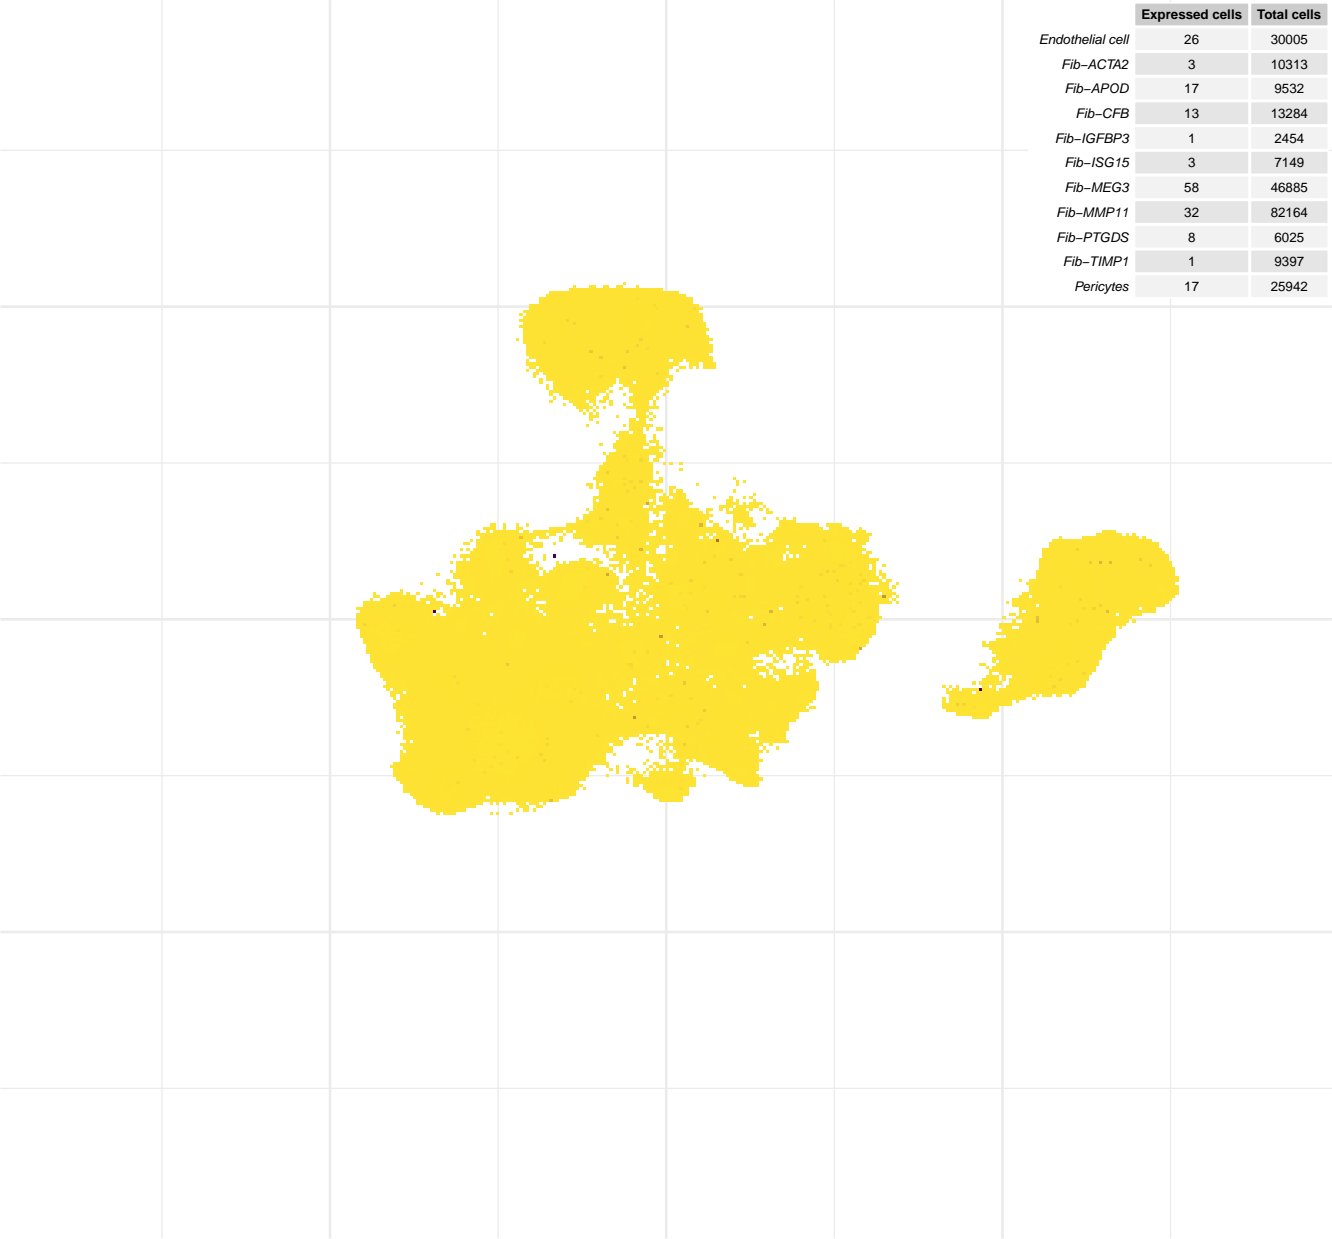 Expressed cells Total cells
Endothelial cell 26 30005
Fib−ACTA2 3 10313
Fib−APOD 17 9532
Fib−CFB 13 13284
Fib−IGFBP3 1 2454
Fib−ISG15 3 7149
Fib−MEG3 58 46885
Fib−MMP11 32 82164
Fib−PTGDS 8 6025
Fib−TIMP1 1 9397
Pericytes 17 25942